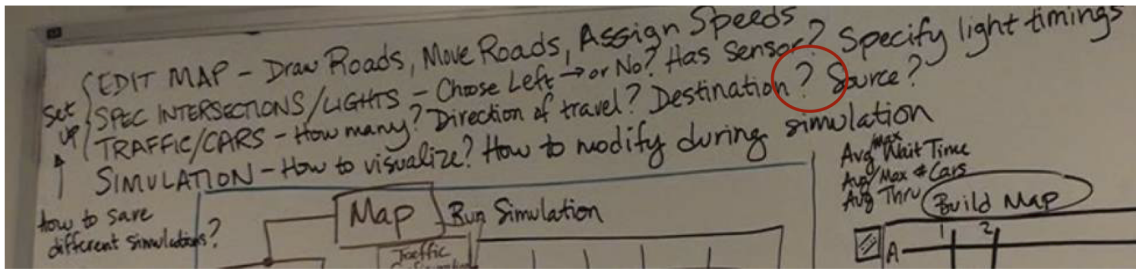 EDIT MAP - Draw Roads, Move Roads, Assign Speeds
SPEC INTERSECTIONS/LIGHTS - Choose Left → or No? Has Sensor? Specify light timings
TRAFFIC/CARS - How many? Direction of travel? Destination? Source?
SIMULATION - How to visualize? How to modify during simulation
Set up
How to save
different simulations?
Map
Run Simulation
Traffic
Avg Max Wait Time
Avg/Max # Cars
Avg Thru
Build Map
1 2
A